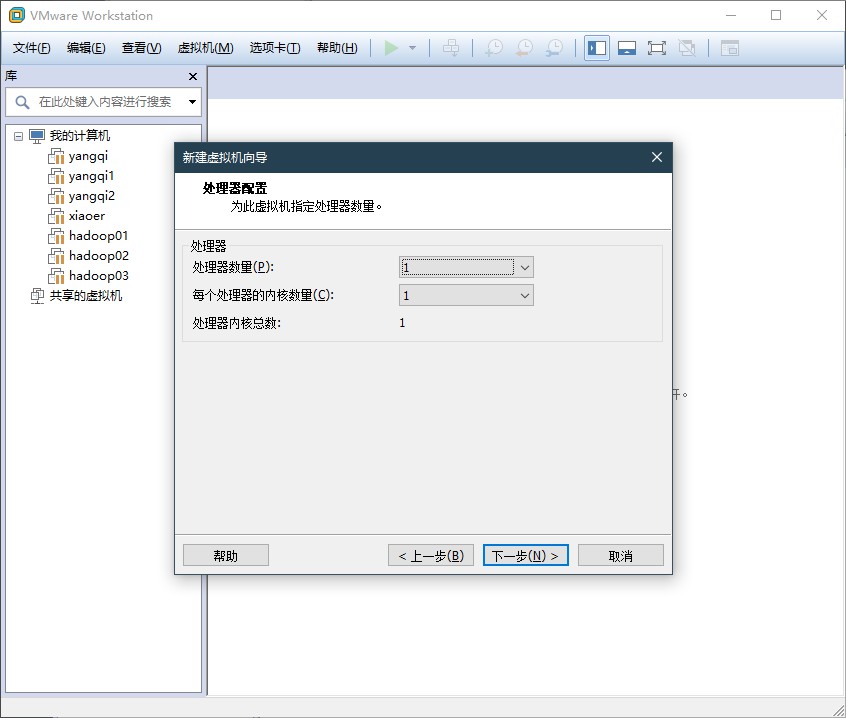 VMware Workstation
文件(F) 编辑(E) 查看(V) 虚拟机(M) 选项卡(T) 帮助(H)
库
在此处键入内容进行搜索
我的计算机
yangqi
yangqi1
yangqi2
xiaoer
hadoop01
hadoop02
hadoop03
共享的虚拟机
新建虚拟机向导
处理器配置
为此虚拟机指定处理器数量。
处理器
处理器数量(P): 1
每个处理器的内核数量(C): 1
处理器内核总数: 1
帮助 < 上一步(B) 下一步(N) > 取消